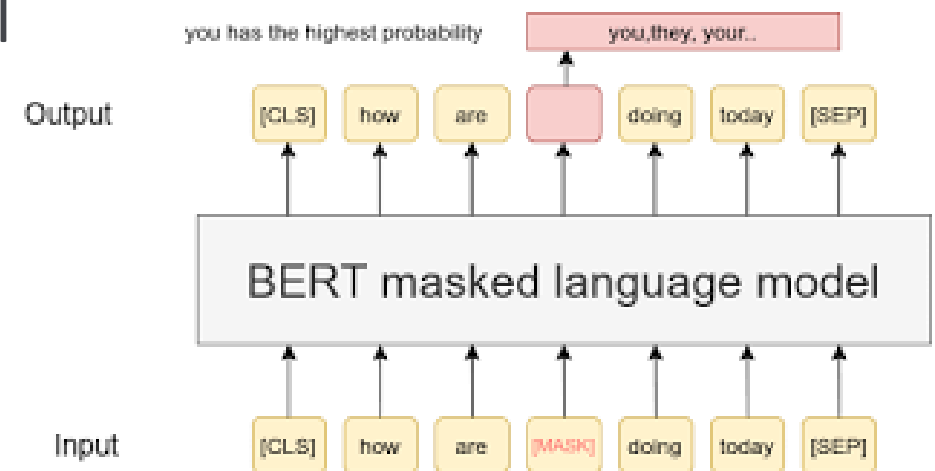 you has the highest probability you,they, your..
Output [CLS] how are doing today [SEP]
BERT masked language model
Input [CLS] how are [MASK] doing today [SEP]